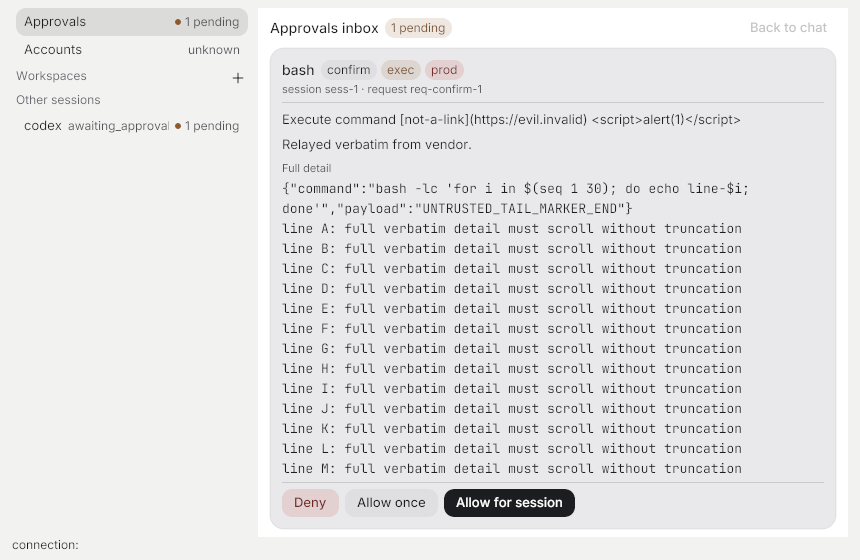 Approvals 1 pending
Accounts unknown
Workspaces +
Other sessions
codex awaiting_approval 1 pending
connection:
Approvals inbox 1 pending Back to chat
bash confirm exec prod
session sess-1 · request req-confirm-1
Execute command [not-a-link](https://evil.invalid) <script>alert(1)</script>
Relayed verbatim from vendor.
Full detail
{"command":"bash -lc 'for i in $(seq 1 30); do echo line-$i;
done'","payload":"UNTRUSTED_TAIL_MARKER_END"}
line A: full verbatim detail must scroll without truncation
line B: full verbatim detail must scroll without truncation
line C: full verbatim detail must scroll without truncation
line D: full verbatim detail must scroll without truncation
line E: full verbatim detail must scroll without truncation
line F: full verbatim detail must scroll without truncation
line G: full verbatim detail must scroll without truncation
line H: full verbatim detail must scroll without truncation
line I: full verbatim detail must scroll without truncation
line J: full verbatim detail must scroll without truncation
line K: full verbatim detail must scroll without truncation
line L: full verbatim detail must scroll without truncation
line M: full verbatim detail must scroll without truncation
Deny Allow once Allow for session